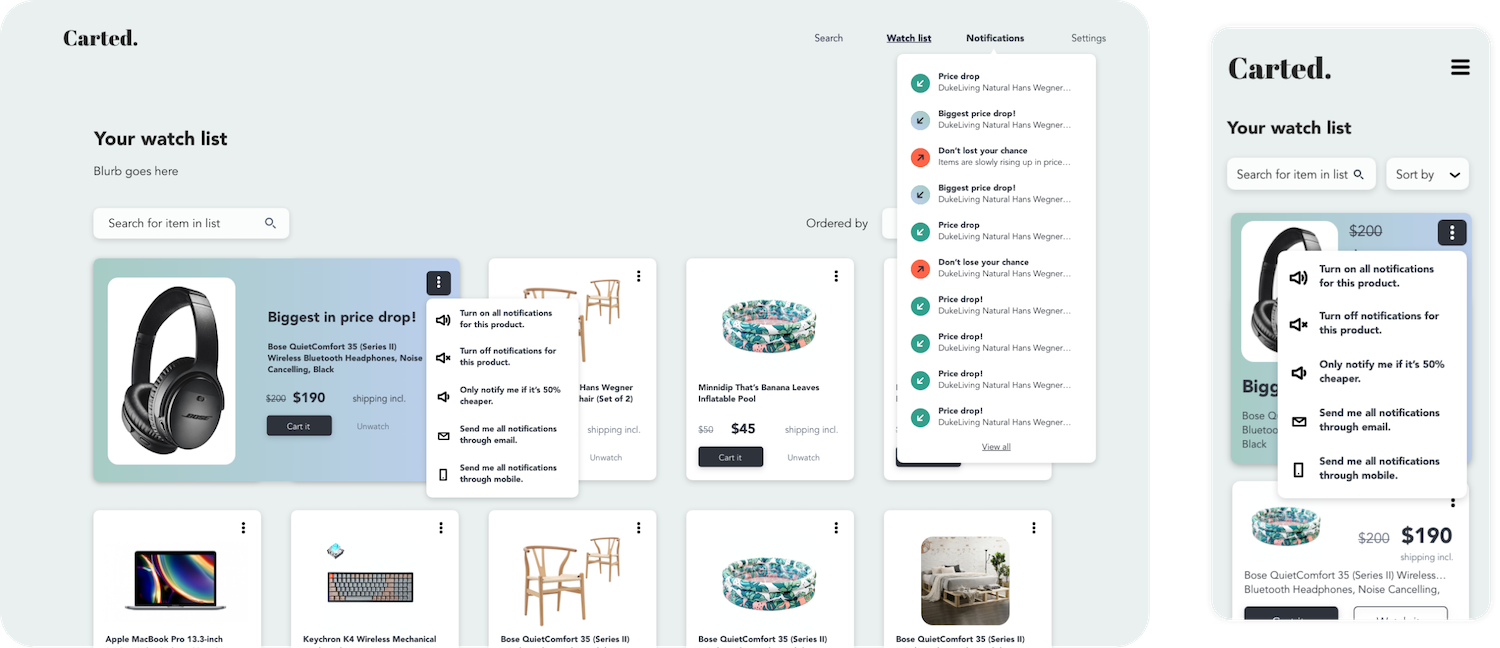 Carted.
Search
Watch list
Notifications
Settings
Price drop
DukeLiving Natural Hans Wegner…
Biggest price drop!
DukeLiving Natural Hans Wegner…
Don't lost your chance
Items are slowly rising up in price…
Biggest price drop!
DukeLiving Natural Hans Wegner…
Price drop
DukeLiving Natural Hans Wegner…
Don't lose your chance
DukeLiving Natural Hans Wegner…
Price drop!
DukeLiving Natural Hans Wegner…
Price drop!
DukeLiving Natural Hans Wegner…
Price drop!
DukeLiving Natural Hans Wegner…
Price drop!
DukeLiving Natural Hans Wegner…
View all
Your watch list
Blurb goes here
Search for item in list
Ordered by
Biggest in price drop!
Bose QuietComfort 35 (Series II)
Wireless Bluetooth Headphones, Noise
Cancelling, Black
$200 $190 shipping incl.
Cart it
Unwatch
BOSE
Turn on all notifications
for this product.
Turn off notifications for
this product.
Only notify me if it's 50%
cheaper.
Send me all notifications
through email.
Send me all notifications
through mobile.
Hans Wegner
hair (Set of 2)
shipping incl.
Unwatch
Minnidip That's Banana Leaves
Inflatable Pool
$50 $45 shipping incl.
Cart it
Unwatch
Apple MacBook Pro 13.3-inch
Keychron K4 Wireless Mechanical
Bose QuietComfort 35 (Series II)
Bose QuietComfort 35 (Series II)
Bose QuietComfort 35 (Series II)
Carted.
Your watch list
Search for item in list
Sort by
$200
Turn on all notifications
for this product.
Turn off notifications for
this product.
Only notify me if it's 50%
cheaper.
Send me all notifications
through email.
Send me all notifications
through mobile.
Bigg
Bose Q
Bluetoo
Black
$200 $190
shipping incl.
Bose QuietComfort 35 (Series II) Wireless…
Bluetooth Headphones, Noise Cancelling,